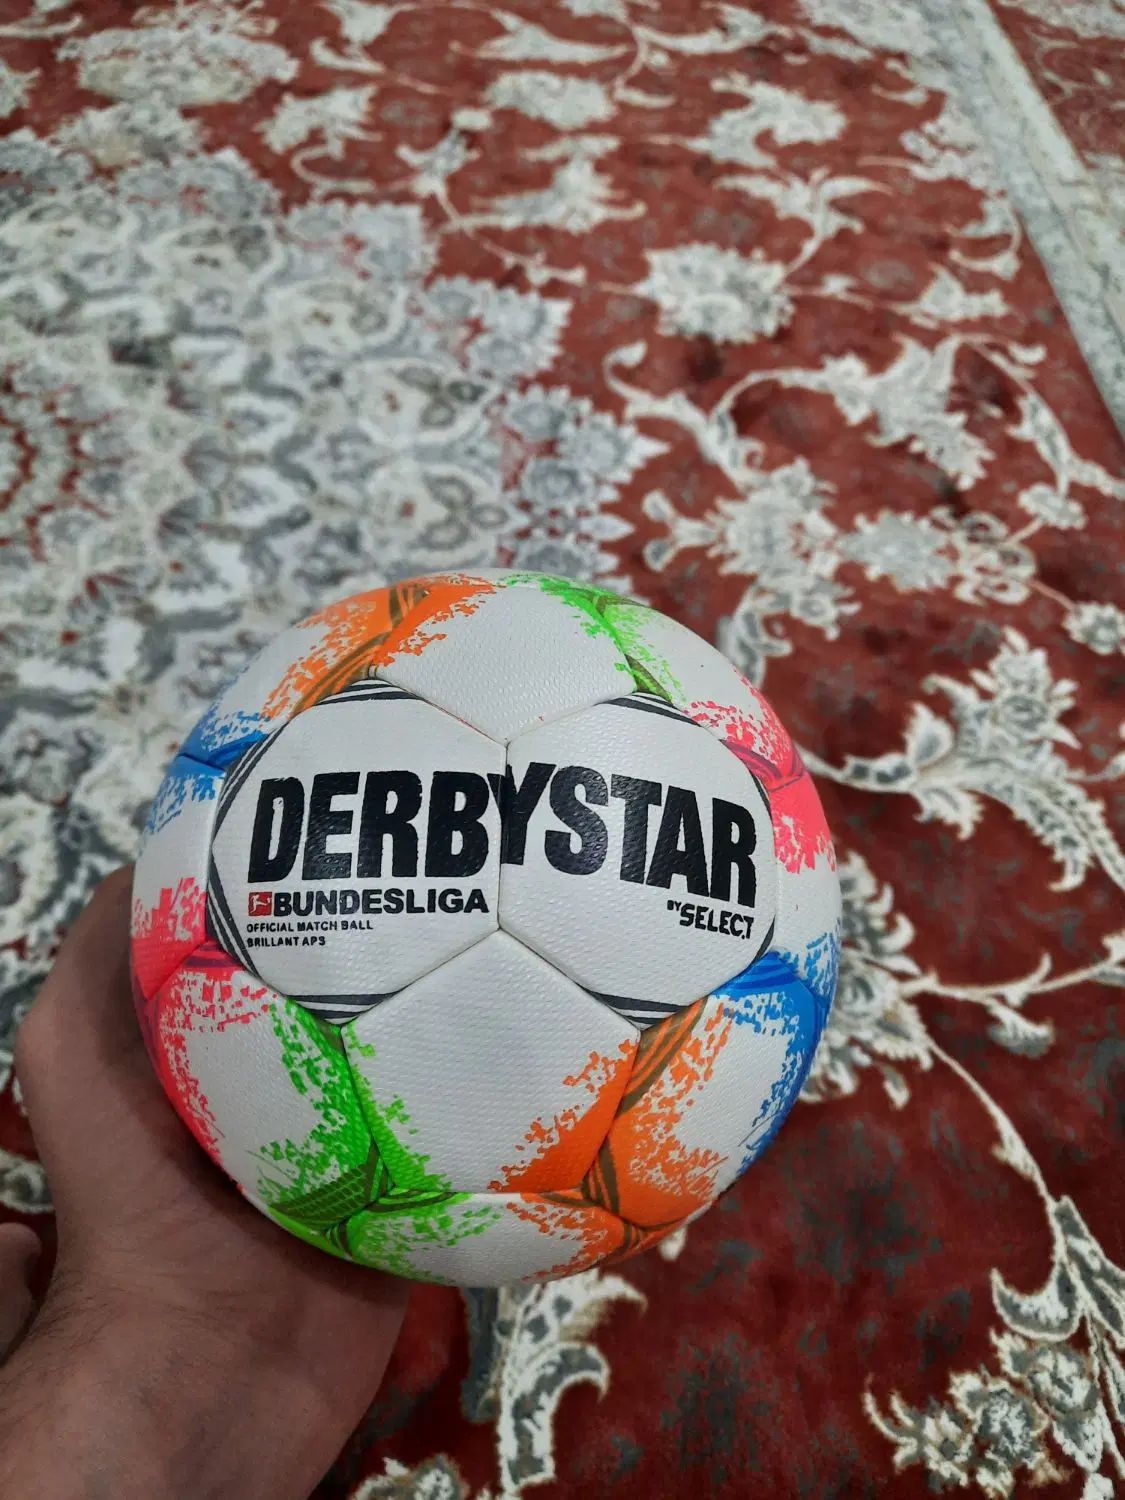 DERBYSTAR
BUNDESLIGA
OFFICIAL MATCH BALL
BRILLANT APS
BY SELECT